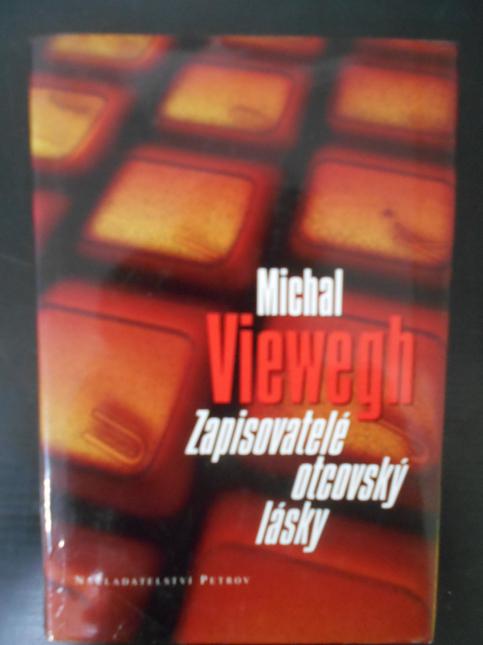 Michal
Viewegh
Zapisovatelé
otcovský
lásky
NAKLADATELSTVÍ PETROV